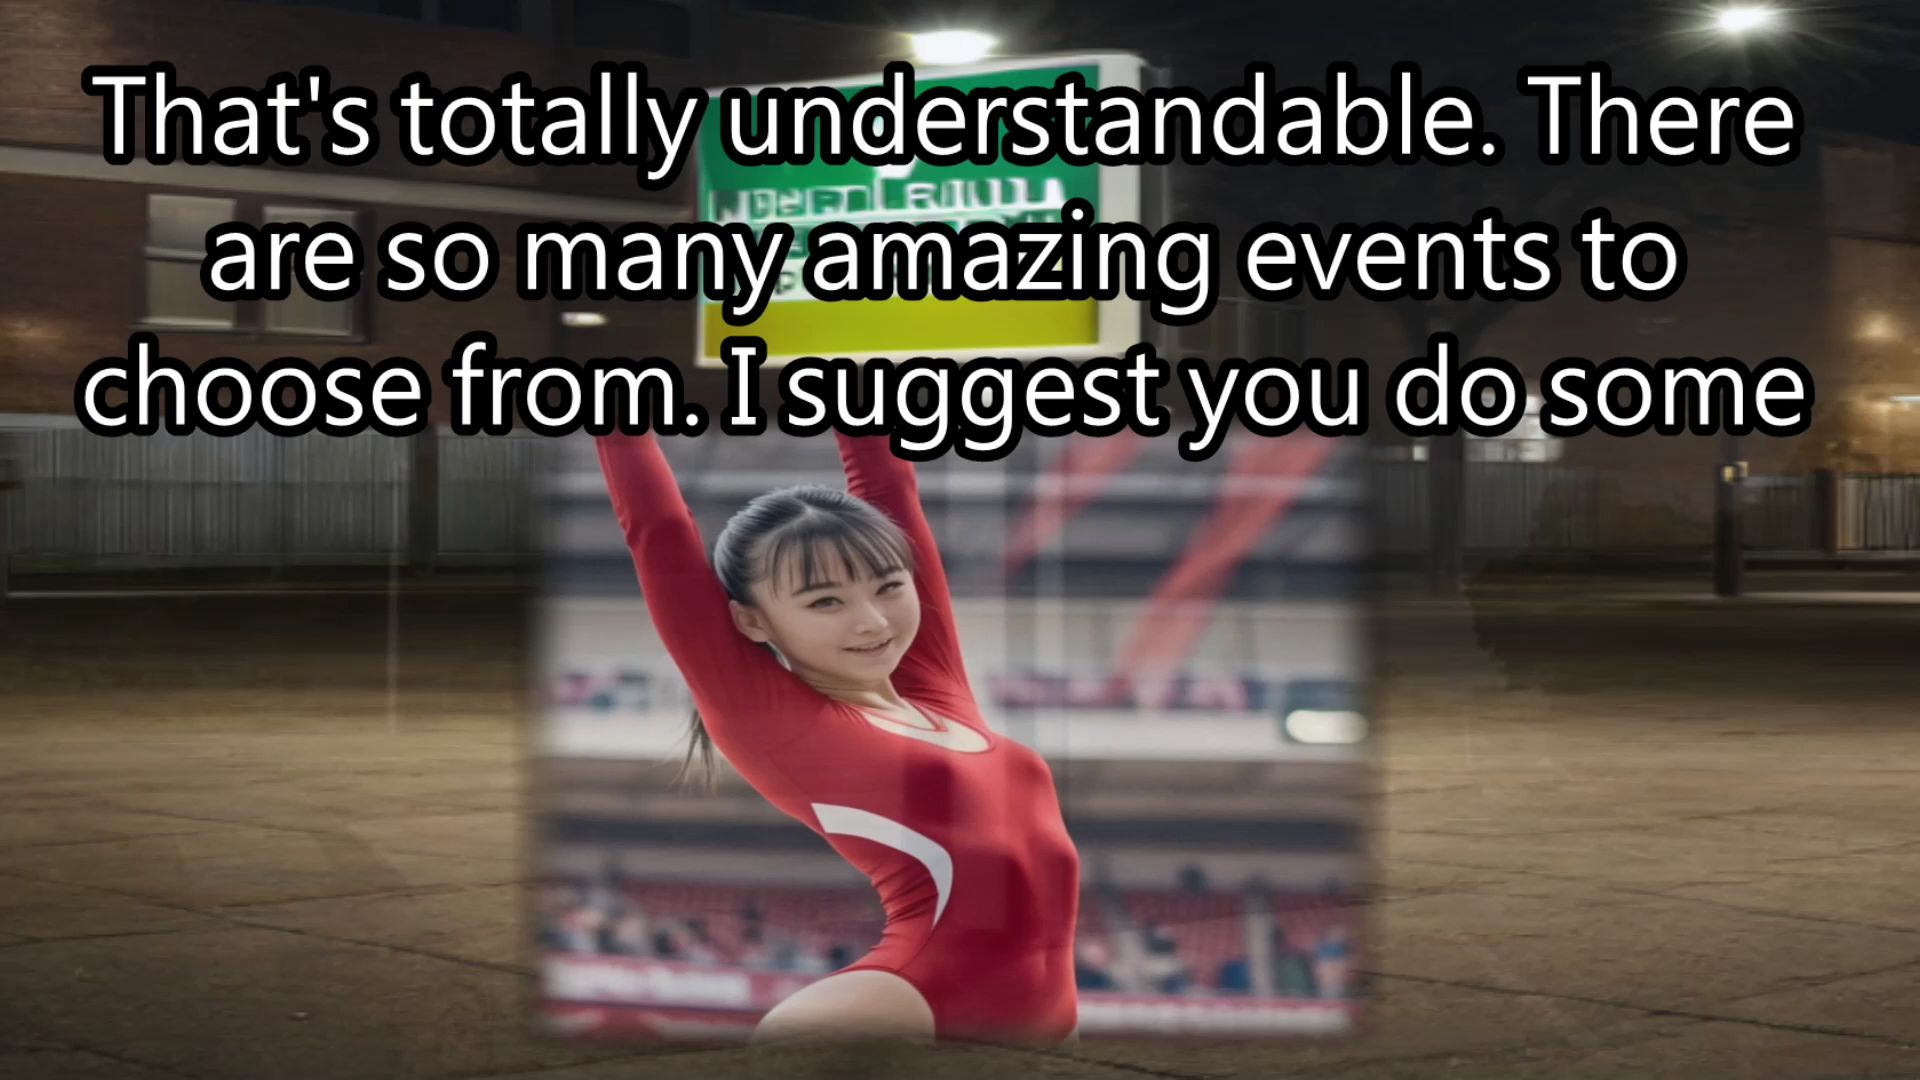 That's totally understandable. There
are so many amazing events to
choose from. I suggest you do some